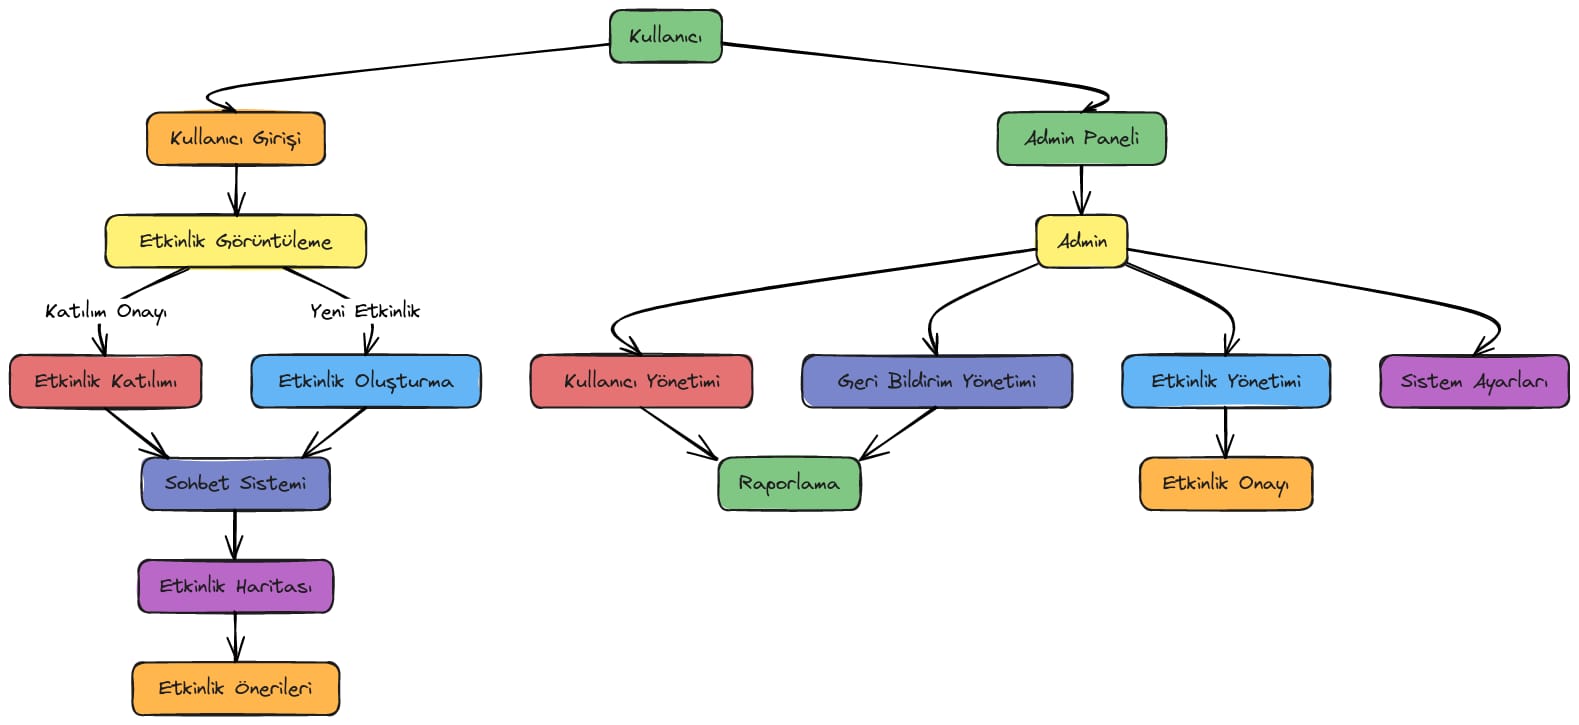 Kullanıcı
Kullanıcı Girişi
Admin Paneli
Etkinlik Görüntüleme
Admin
Katılım Onayı
Yeni Etkinlik
Etkinlik Katılımı
Etkinlik Oluşturma
Kullanıcı Yönetimi
Geri Bildirim Yönetimi
Etkinlik Yönetimi
Sistem Ayarları
Sohbet Sistemi
Raporlama
Etkinlik Onayı
Etkinlik Haritası
Etkinlik Önerileri